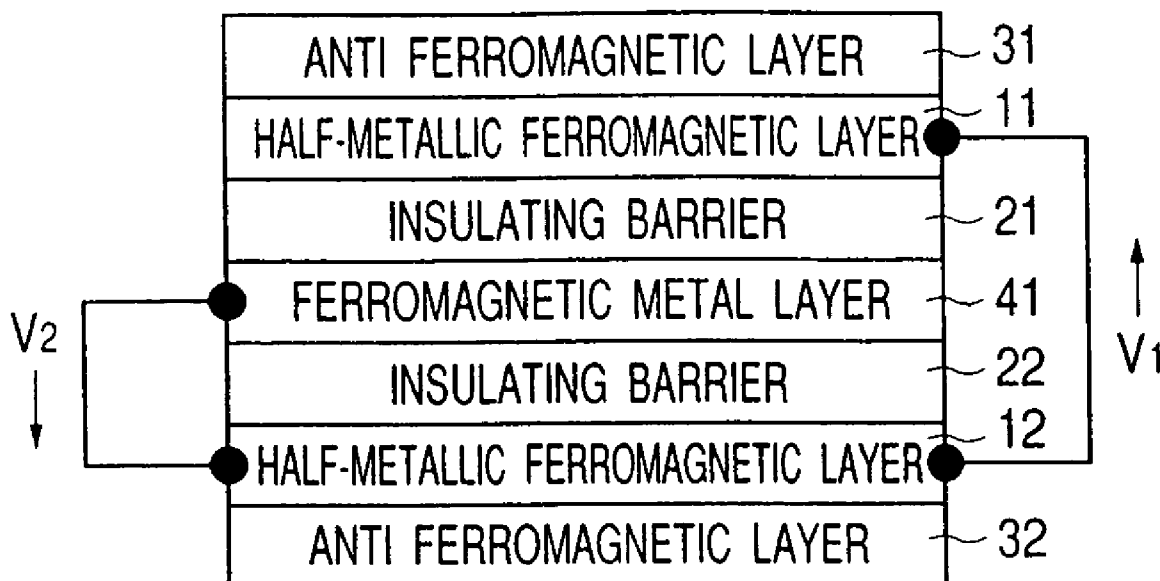 ANTI FERROMAGNETIC LAYER 31
HALF-METALLIC FERROMAGNETIC LAYER 11
INSULATING BARRIER 21
FERROMAGNETIC METAL LAYER 41
INSULATING BARRIER 22
HALF-METALLIC FERROMAGNETIC LAYER 12
ANTI FERROMAGNETIC LAYER 32
V2
V1